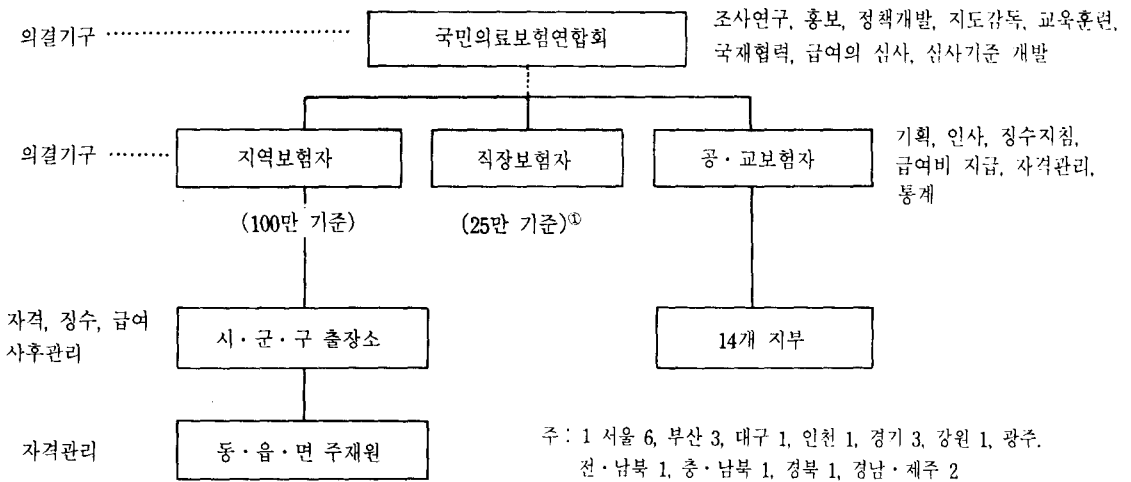 의결기구 국민의료보험연합회 조사연구, 홍보, 정책개발, 지도감독, 교육훈련,
국재협력, 급여의 심사, 심사기준 개발
의결기구 지역보험자 직장보험자 공·교보험자 기획, 인사, 징수지침,
급여비 지급, 자격관리,
통계
(100만 기준) (25만 기준)①
자격, 징수, 급여
사후관리
시·군·구 출장소 14개 지부
자격관리 동·읍·면 주재원
주: 1 서울 6, 부산 3, 대구 1, 인천 1, 경기 3, 강원 1, 광주.
전·남북 1, 충·남북 1, 경북 1, 경남·제주 2